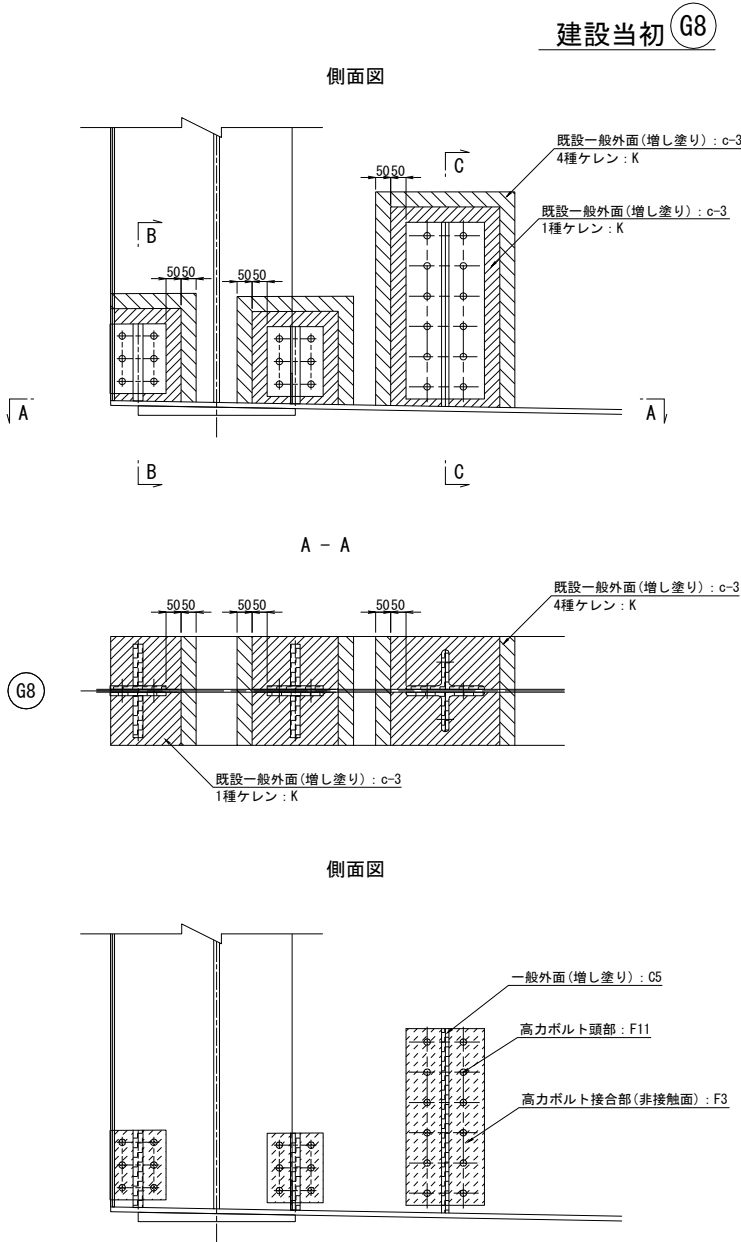 建設当初 G8
側面図
既設一般外面(増し塗り):c-3
4種ケレン:K
C
5050
既設一般外面(増し塗り):c-3
1種ケレン:K
B
5050
5050
A
A
B
C
A - A
既設一般外面(増し塗り):c-3
4種ケレン:K
5050
5050
5050
G8
既設一般外面(増し塗り):c-3
1種ケレン:K
側面図
一般外面(増し塗り):C5
高力ボルト頭部:F11
高力ボルト接合部(非接触面):F3